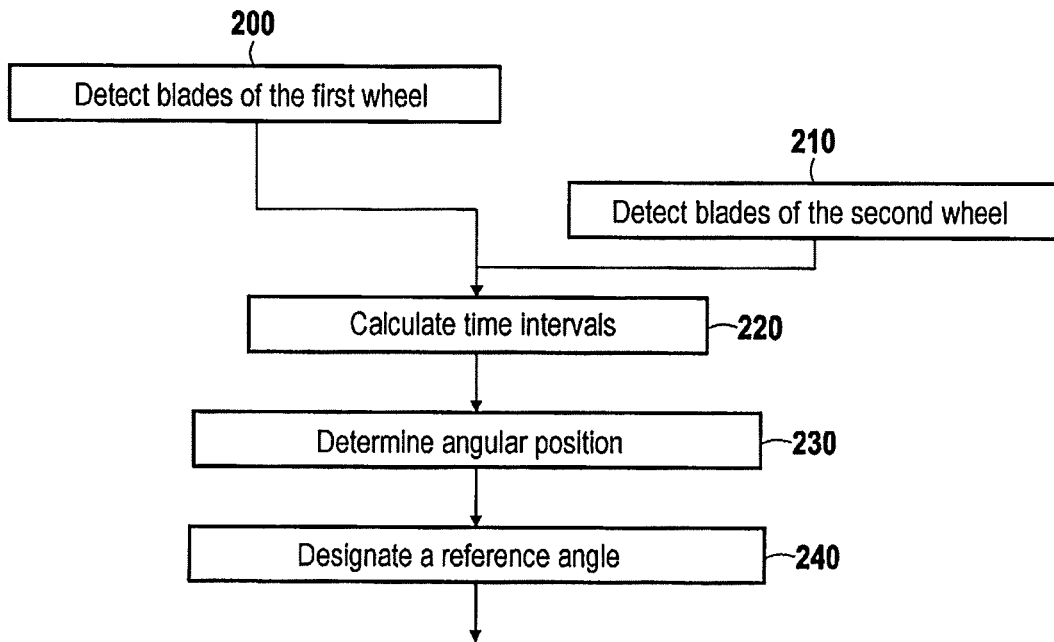 200
Detect blades of the first wheel
210
Detect blades of the second wheel
Calculate time intervals
220
Determine angular position
230
Designate a reference angle
240